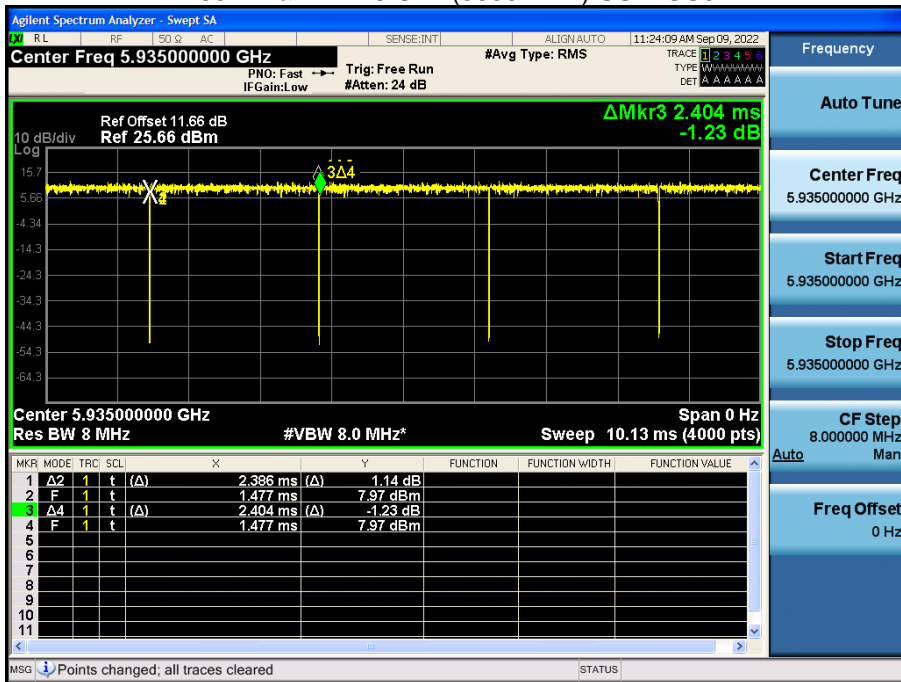 Agilent Spectrum Analyzer - Swept SA
LXI RL RF 50 Ω AC SENSE:INT ALIGN AUTO 11:24:09 AM Sep 09, 2022
Center Freq 5.935000000 GHz #Avg Type: RMS TRACE 1 2 3 4 5 6
PNO: Fast Trig: Free Run TYPE WWWWWW
IFGain:Low #Atten: 24 dB DET A A A A A A
Ref Offset 11.66 dB ΔMkr3 2.404 ms
10 dB/div Ref 25.66 dBm -1.23 dB
Log
15.7
5.66
-4.34
-14.3
-24.3
-34.3
-44.3
-54.3
-64.3
3Δ4
Center 5.935000000 GHz Span 0 Hz
Res BW 8 MHz #VBW 8.0 MHz* Sweep 10.13 ms (4000 pts)
MKR MODE TRC SCL X Y FUNCTION FUNCTION WIDTH FUNCTION VALUE
1 Δ2 1 t (Δ) 2.386 ms (Δ) 1.14 dB
2 F 1 t 1.477 ms 7.97 dBm
3 Δ4 1 t (Δ) 2.404 ms (Δ) -1.23 dB
4 F 1 t 1.477 ms 7.97 dBm
5
6
7
8
9
10
11
MSG Points changed; all traces cleared STATUS
Frequency
Auto Tune
Center Freq
5.935000000 GHz
Start Freq
5.935000000 GHz
Stop Freq
5.935000000 GHz
CF Step
8.000000 MHz
Auto Man
Freq Offset
0 Hz